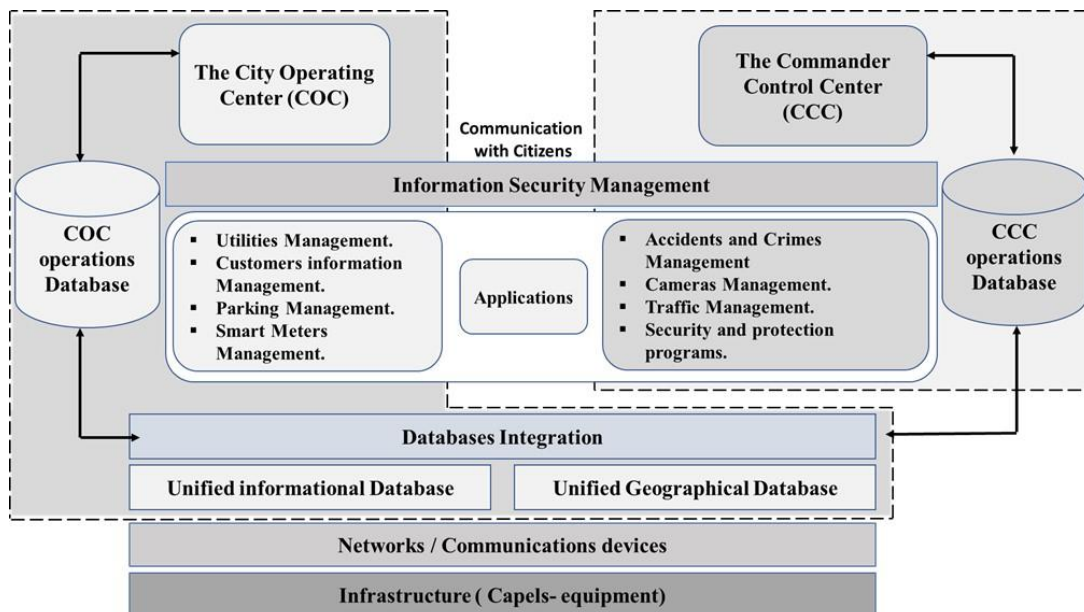 The City Operating
Center (COC)
The Commander
Control Center
(CCC)
Communication
with Citizens
Information Security Management
COC
operations
Database
▪ Utilities Management.
▪ Customers information
Management.
▪ Parking Management.
▪ Smart Meters
Management.
Applications
▪ Accidents and Crimes
Management
▪ Cameras Management.
▪ Traffic Management.
▪ Security and protection
programs.
CCC
operations
Database
Databases Integration
Unified informational Database
Unified Geographical Database
Networks / Communications devices
Infrastructure ( Capels- equipment)